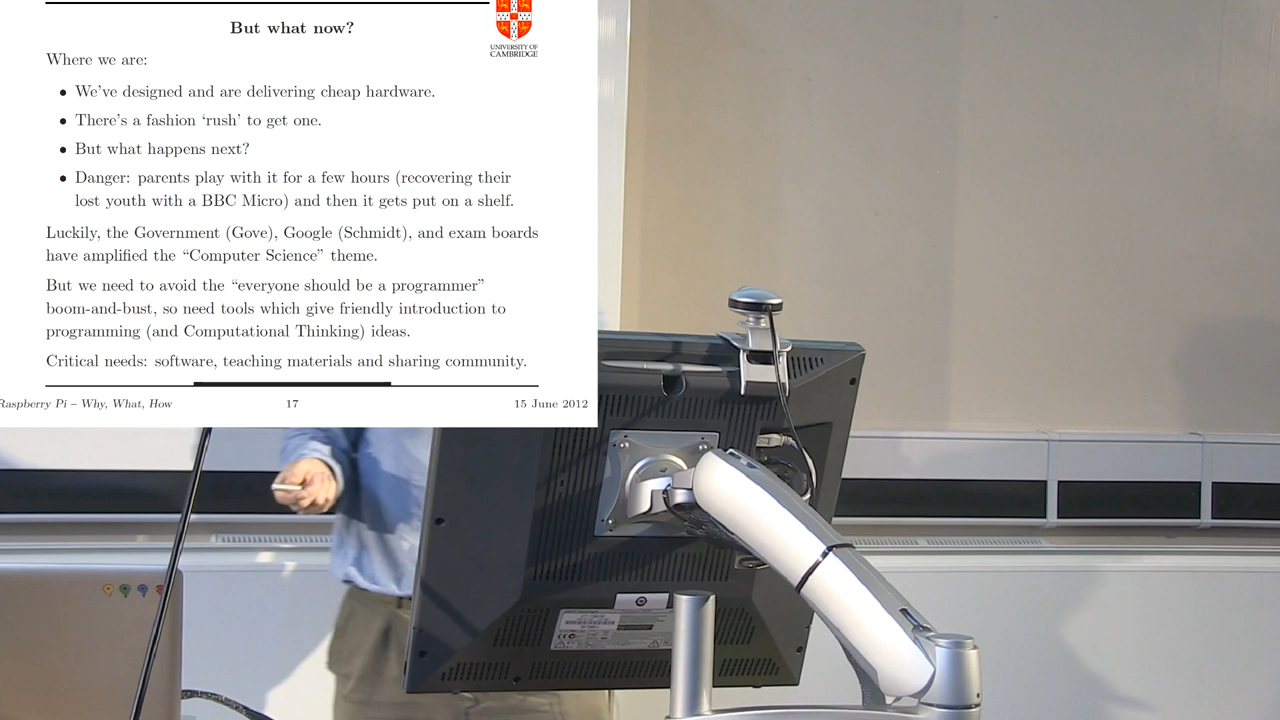 But what now?
UNIVERSITY OF
CAMBRIDGE
Where we are:
• We've designed and are delivering cheap hardware.
• There's a fashion ‘rush’ to get one.
• But what happens next?
• Danger: parents play with it for a few hours (recovering their
lost youth with a BBC Micro) and then it gets put on a shelf.
Luckily, the Government (Gove), Google (Schmidt), and exam boards
have amplified the “Computer Science” theme.
But we need to avoid the “everyone should be a programmer”
boom-and-bust, so need tools which give friendly introduction to
programming (and Computational Thinking) ideas.
Critical needs: software, teaching materials and sharing community.
Raspberry Pi – Why, What, How
17
15 June 2012